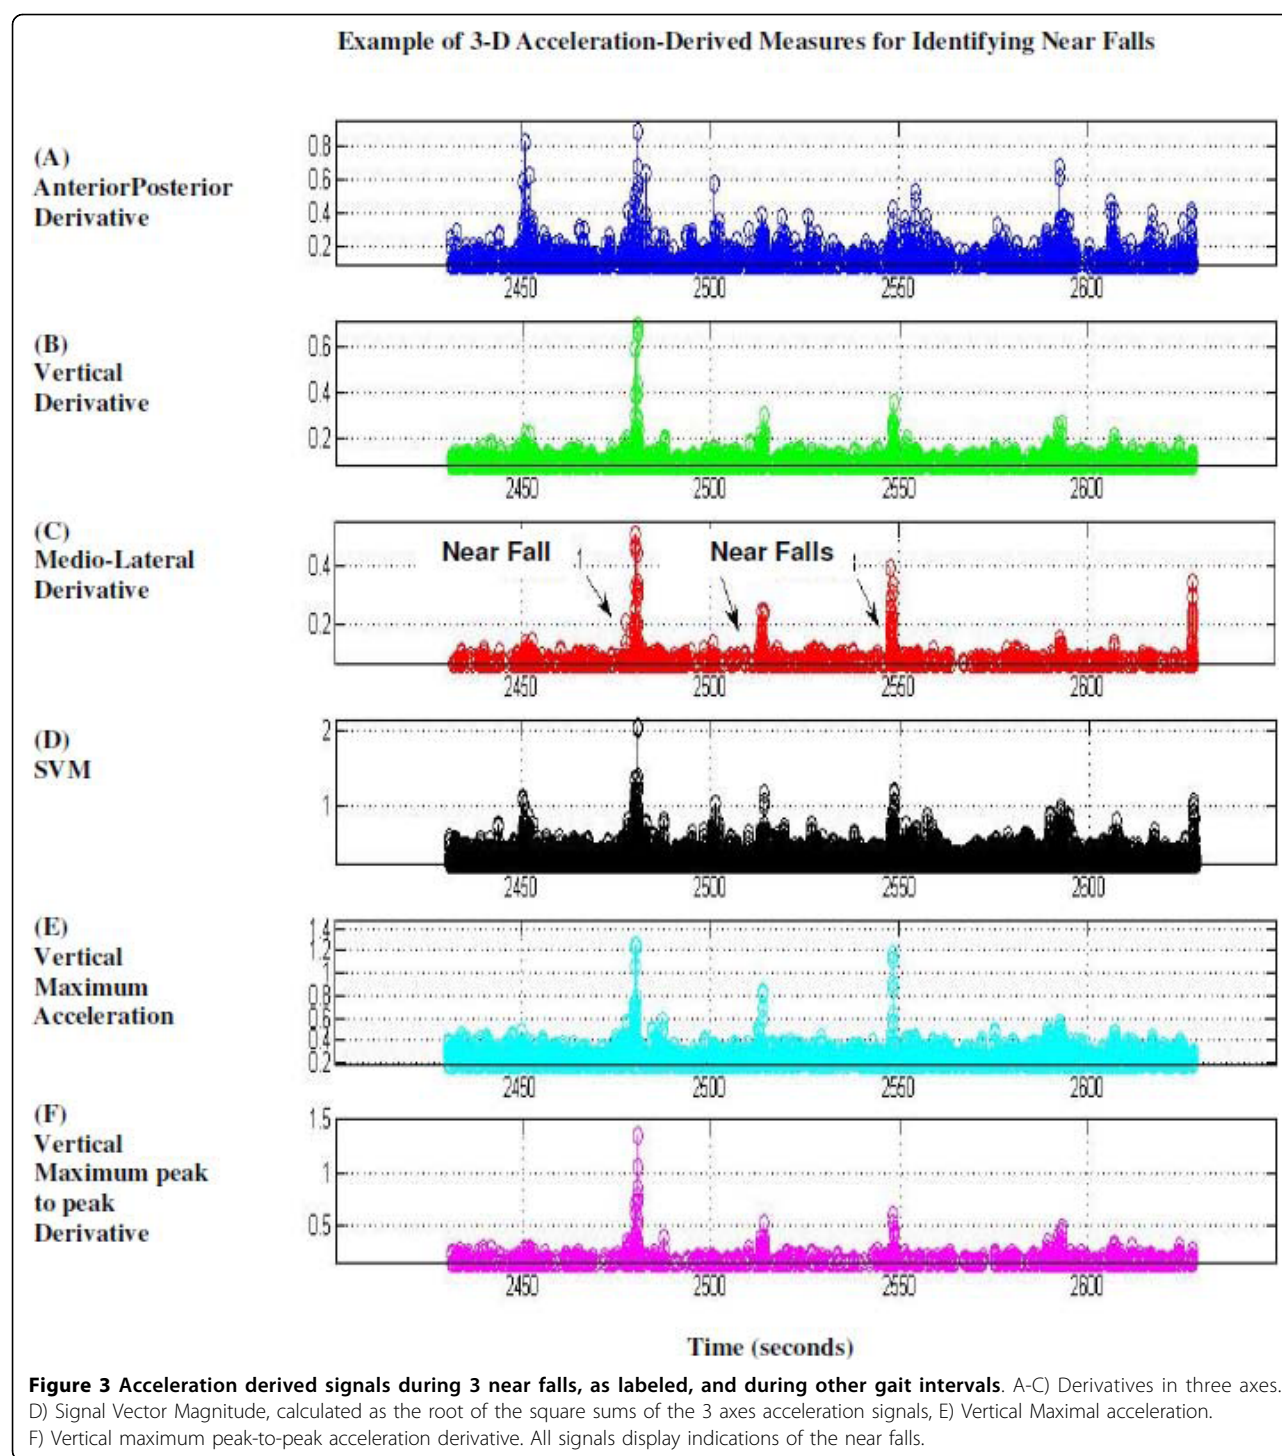 Example of 3-D Acceleration-Derived Measures for Identifying Near Falls
(A)
AnteriorPosterior
Derivative
0.8
0.6
0.4
0.2
2450 2500 2550 2600
(B)
Vertical
Derivative
0.6
0.4
0.2
2450 2500 2550 2600
(C)
Medio-Lateral
Derivative
Near Fall Near Falls
0.4
0.2
2450 2500 2550 2600
(D)
SVM
2
1
2450 2500 2550 2600
(E)
Vertical
Maximum
Acceleration
1.4
1.2
1
0.8
0.6
0.4
0.2
2450 2500 2550 2600
(F)
Vertical
Maximum peak
to peak
Derivative
1.5
1
0.5
2450 2500 2550 2600
Time (seconds)
Figure 3 Acceleration derived signals during 3 near falls, as labeled, and during other gait intervals. A-C) Derivatives in three axes.
D) Signal Vector Magnitude, calculated as the root of the square sums of the 3 axes acceleration signals, E) Vertical Maximal acceleration.
F) Vertical maximum peak-to-peak acceleration derivative. All signals display indications of the near falls.